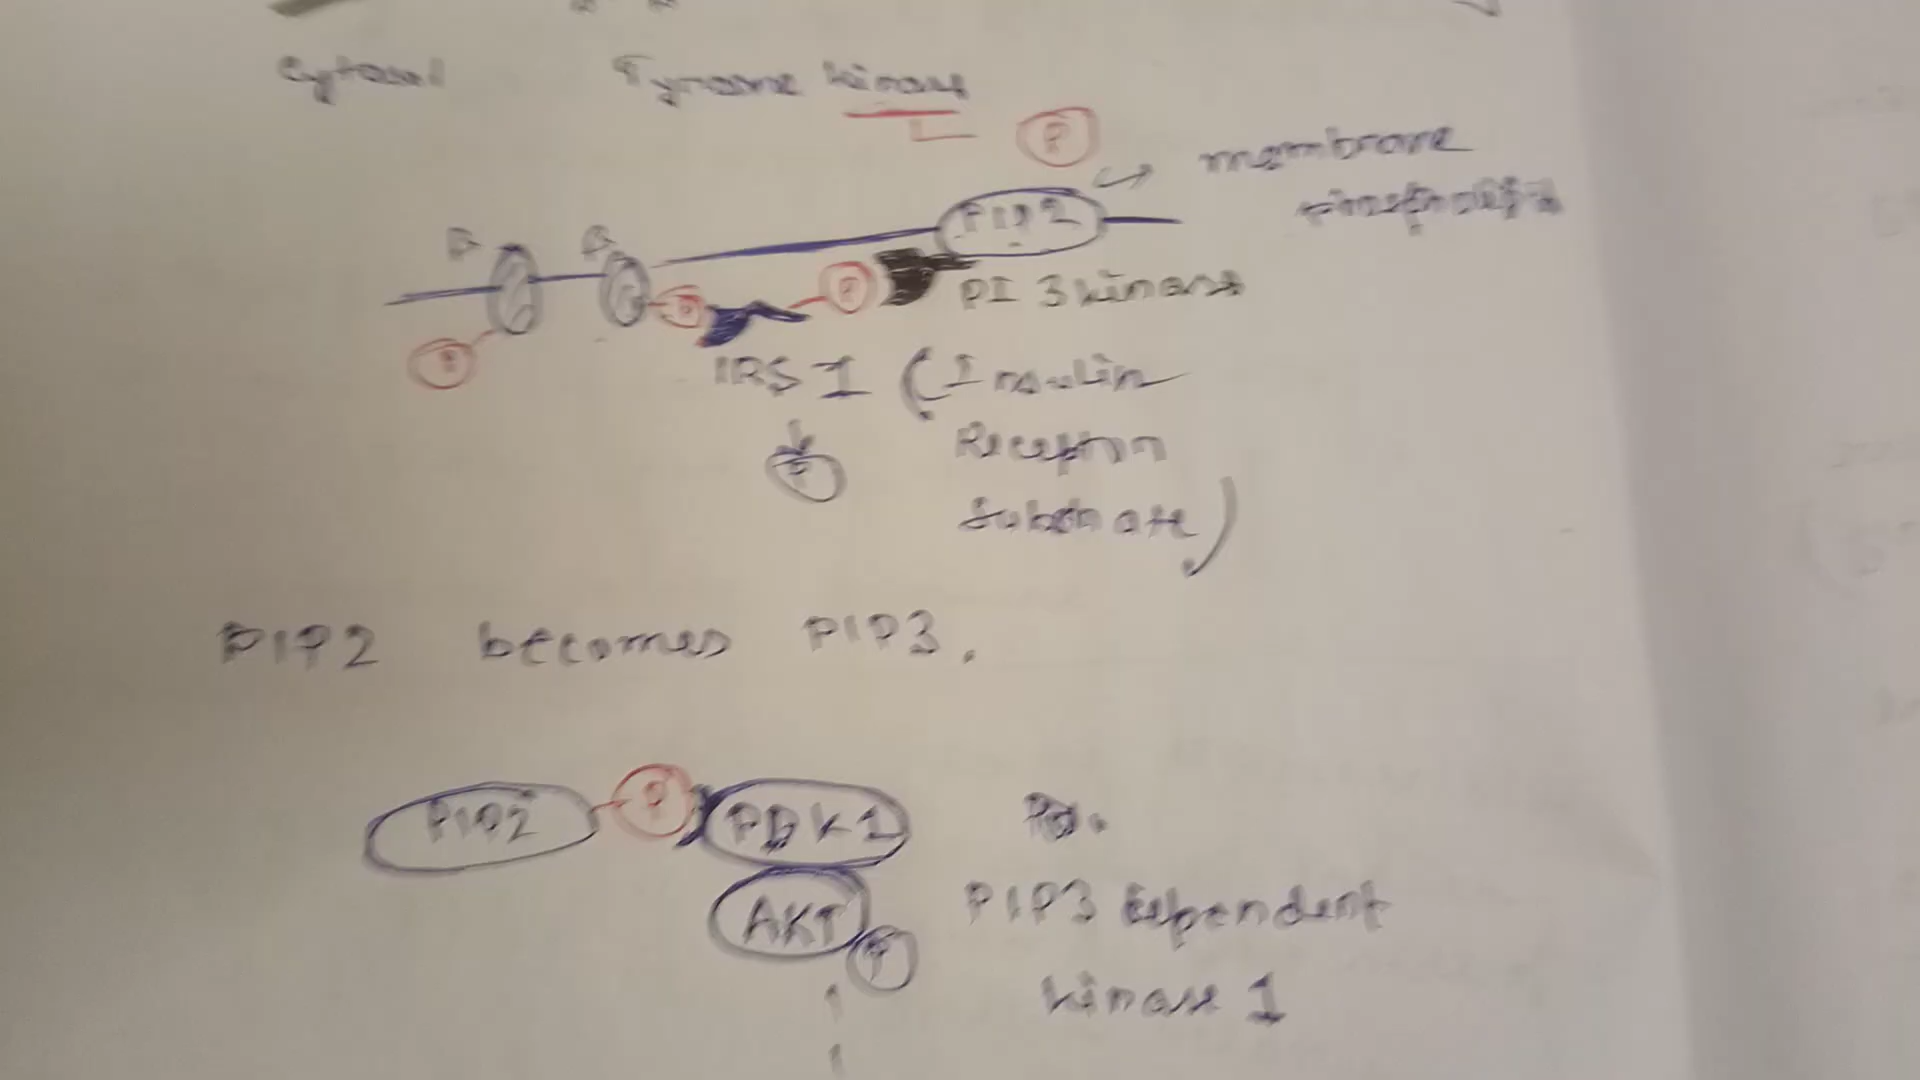 Cytosol Tyrosine kinase
P
membrane
PIP2
B B
P P PI 3 kinase
P
IRS 1 (Insulin
Receptor
Substrate)
P
PIP2 becomes PIP3.
PIP2 P PDK1
AKT PIP3 dependent
P
kinase 1